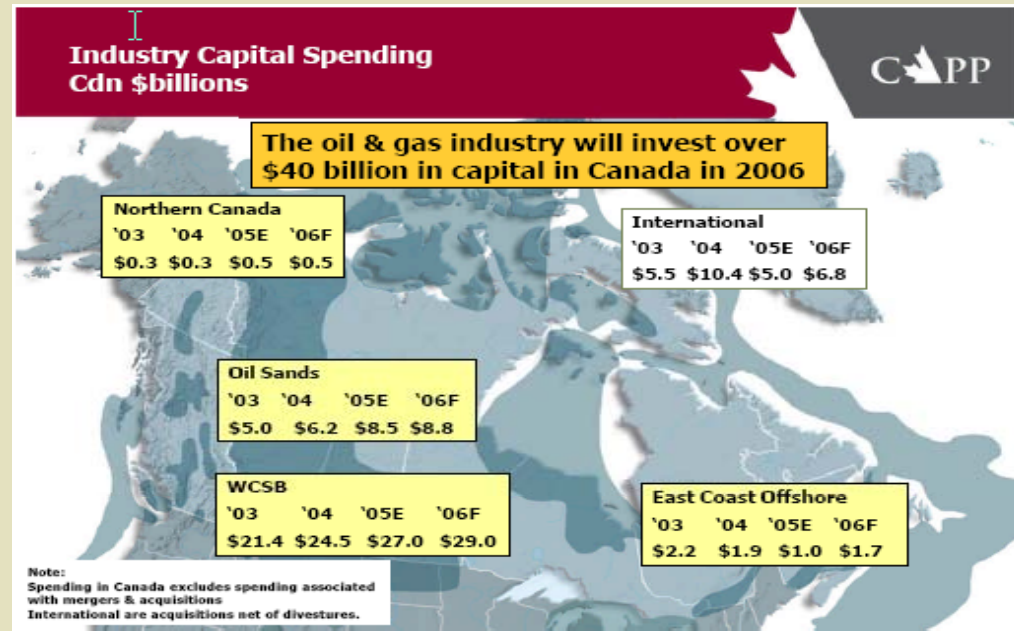 Industry Capital Spending
Cdn $billions
CAPP
The oil & gas industry will invest over
$40 billion in capital in Canada in 2006
Northern Canada
‘03 ‘04 ‘05E ‘06F
$0.3 $0.3 $0.5 $0.5
International
‘03 ‘04 ‘05E ‘06F
$5.5 $10.4 $5.0 $6.8
Oil Sands
‘03 ‘04 ‘05E ‘06F
$5.0 $6.2 $8.5 $8.8
WCSB
‘03 ‘04 ‘05E ‘06F
$21.4 $24.5 $27.0 $29.0
East Coast Offshore
‘03 ‘04 ‘05E ‘06F
$2.2 $1.9 $1.0 $1.7
Note:
Spending in Canada excludes spending associated
with mergers & acquisitions
International are acquisitions net of divestures.